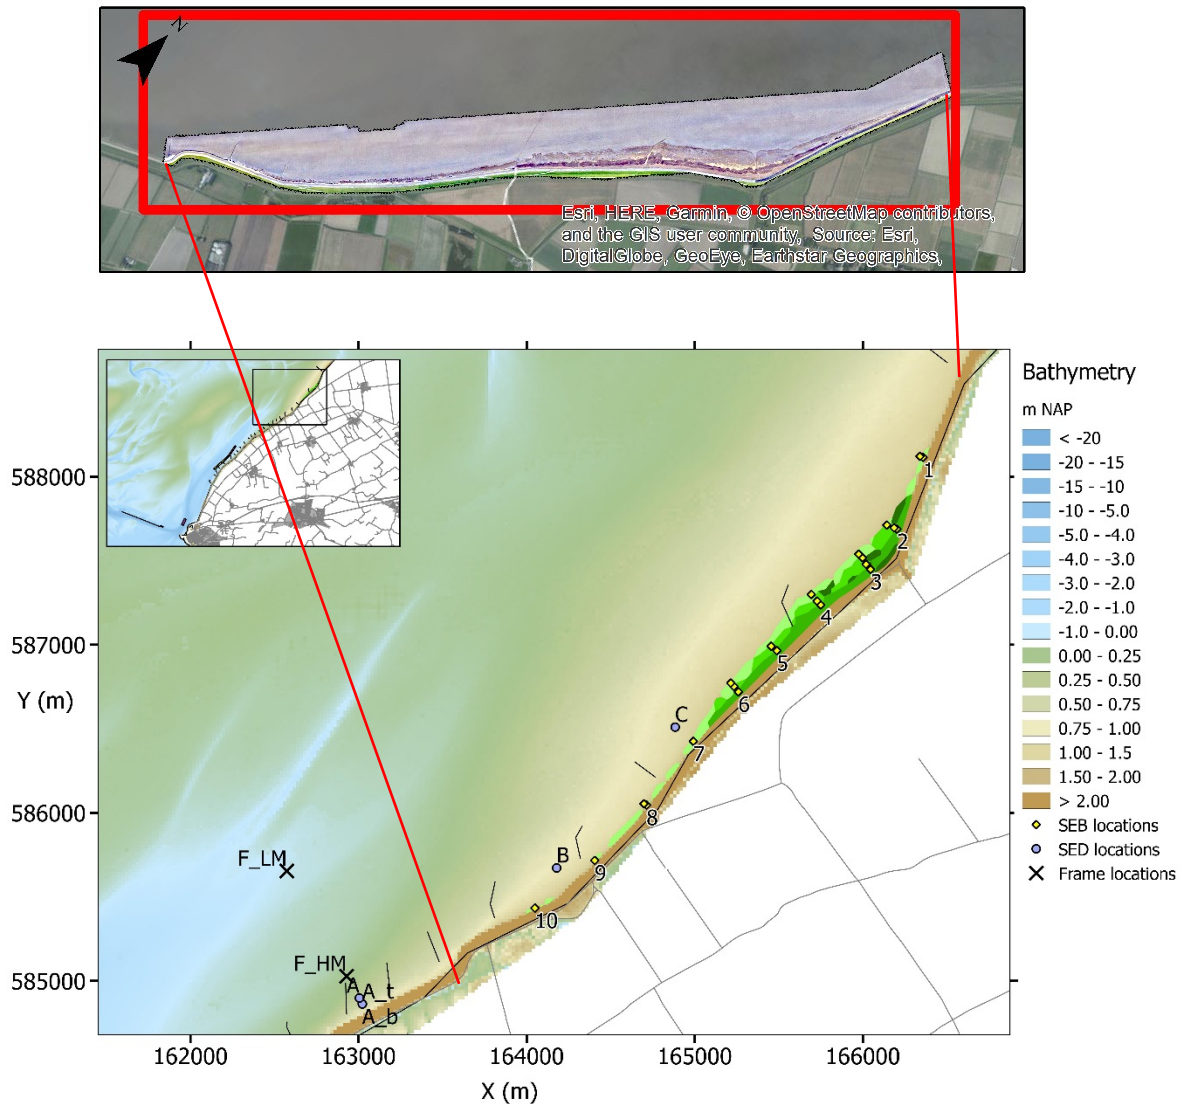 N
Esri, HERE, Garmin, © OpenStreetMap contributors,
and the GIS user community, Source: Esri,
DigitalGlobe, GeoEye, Earthstar Geographics,
Bathymetry
m NAP
< -20
-20 - -15
-15 - -10
-10 - -5.0
-5.0 - -4.0
-4.0 - -3.0
-3.0 - -2.0
-2.0 - -1.0
-1.0 - 0.00
0.00 - 0.25
0.25 - 0.50
0.50 - 0.75
0.75 - 1.00
1.00 - 1.5
1.50 - 2.00
> 2.00
SEB locations
SED locations
Frame locations
588000
587000
Y (m)
586000
585000
1
2
3
4
5
6
C
7
8
B
9
10
F_LM
F_HM
A
A_t
A_b
162000
163000
164000
165000
166000
X (m)